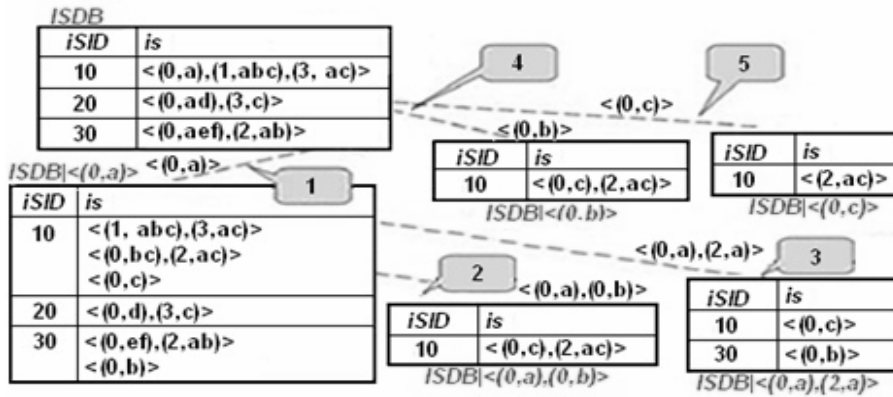 ISDB
iSID is
10 <(0,a),(1,abc),(3, ac)>
20 <(0,ad),(3,c)>
30 <(0,aef),(2,ab)>
4
5
<(0,c)>
<(0,b)>
iSID is
10 <(0,c),(2,ac)>
ISDB|<(0,b)>
iSID is
10 <(2,ac)>
ISDB|<(0,c)>
<(0,a)>
1
ISDB|<(0,a)>
iSID is
10 <(1, abc),(3,ac)>
<(0,bc),(2,ac)>
<(0,c)>
20 <(0,d),(3,c)>
30 <(0,ef),(2,ab)>
<(0,b)>
2
<(0,a),(0,b)>
iSID is
10 <(0,c),(2,ac)>
ISDB|<(0,a),(0,b)>
<(0,a),(2,a)>
3
iSID is
10 <(0,c)>
30 <(0,b)>
ISDB|<(0,a),(2,a)>